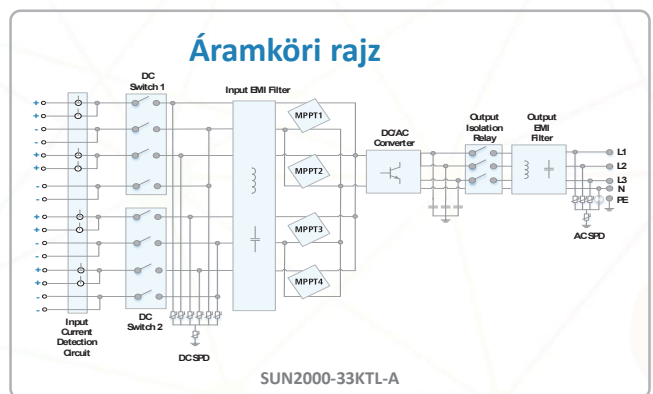 Áramköri rajz
DC
Switch 1
Input EMI Filter
+
+
-
-
+
+
-
-
+
+
-
-
+
+
-
-
MPPT1
MPPT2
MPPT3
MPPT4
DC/AC
Converter
Output
Isolation
Relay
Output
EMI
Filter
L1
L2
L3
N
PE
AC SPD
Input
Current
Detection
Circuit
DC
Switch 2
DC SPD
SUN2000-33KTL-A